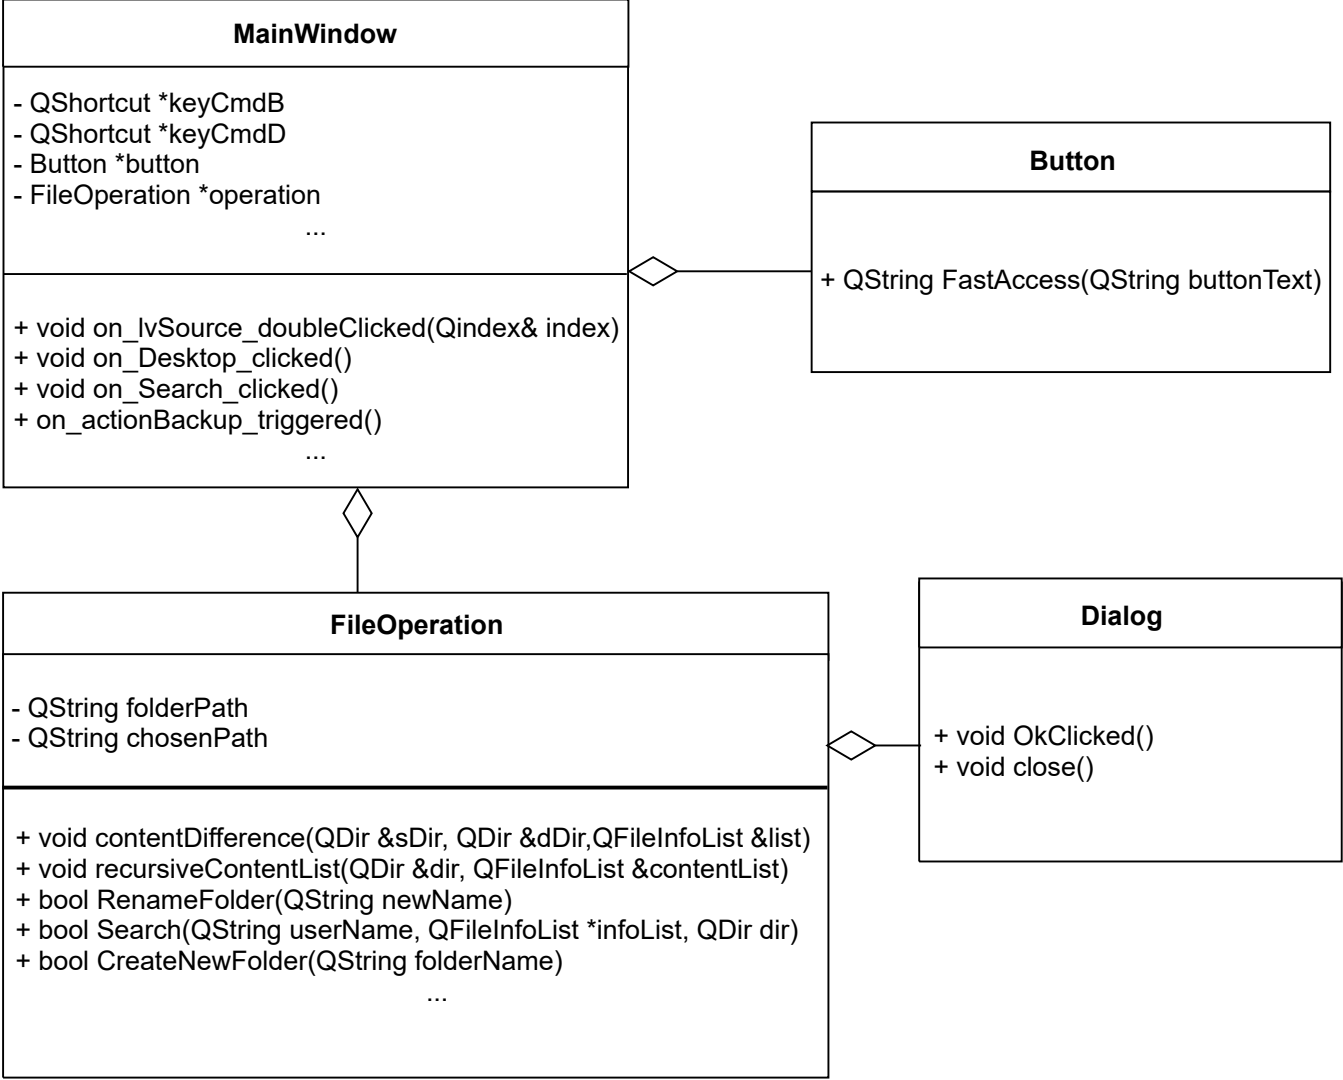 MainWindow
- QShortcut *keyCmdB
- QShortcut *keyCmdD
- Button *button
- FileOperation *operation
...
+ void on_lvSource_doubleClicked(Qindex& index)
+ void on_Desktop_clicked()
+ void on_Search_clicked()
+ on_actionBackup_triggered()
...
Button
+ QString FastAccess(QString buttonText)
FileOperation
- QString folderPath
- QString chosenPath
+ void contentDifference(QDir &sDir, QDir &dDir,QFileInfoList &list)
+ void recursiveContentList(QDir &dir, QFileInfoList &contentList)
+ bool RenameFolder(QString newName)
+ bool Search(QString userName, QFileInfoList *infoList, QDir dir)
+ bool CreateNewFolder(QString folderName)
...
Dialog
+ void OkClicked()
+ void close()